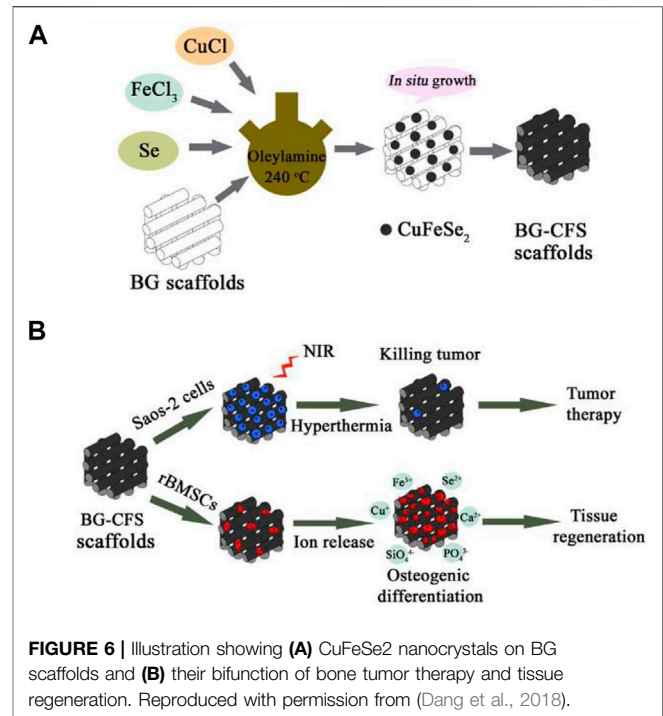 A
CuCl
FeCl₃
Se
BG scaffolds
Oleylamine
240 °C
In situ growth
CuFeSe₂
BG-CFS
scaffolds
B
BG-CFS
scaffolds
Saos-2 cells
NIR
Hyperthermia
Killing tumor
Tumor
therapy
rBMSCs
Ion release
Fe³⁺
Se²⁺
Cu⁺
Ca²⁺
SiO₄⁴⁻
PO₄³⁻
Osteogenic
differentiation
Tissue
regeneration
FIGURE 6 | Illustration showing (A) CuFeSe2 nanocrystals on BG
scaffolds and (B) their bifunction of bone tumor therapy and tissue
regeneration. Reproduced with permission from (Dang et al., 2018).